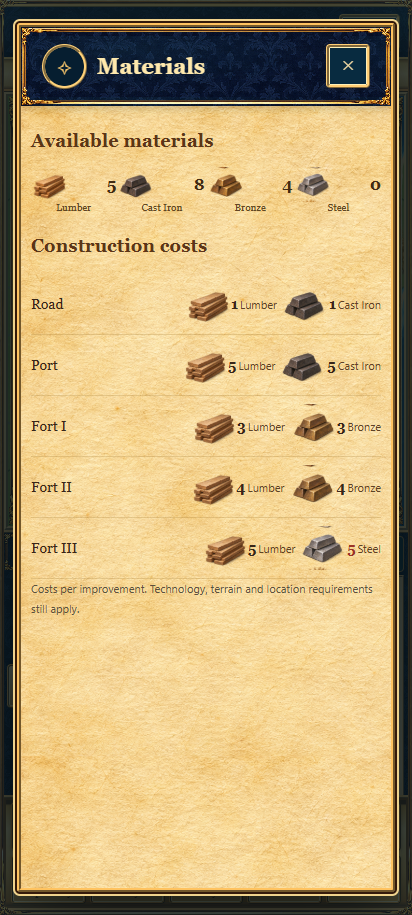 Materials
Available materials
5 8 4 0
Lumber Cast Iron Bronze Steel
Construction costs
Road 1 Lumber 1 Cast Iron
Port 5 Lumber 5 Cast Iron
Fort I 3 Lumber 3 Bronze
Fort II 4 Lumber 4 Bronze
Fort III 5 Lumber 5 Steel
Costs per improvement. Technology, terrain and location requirements
still apply.